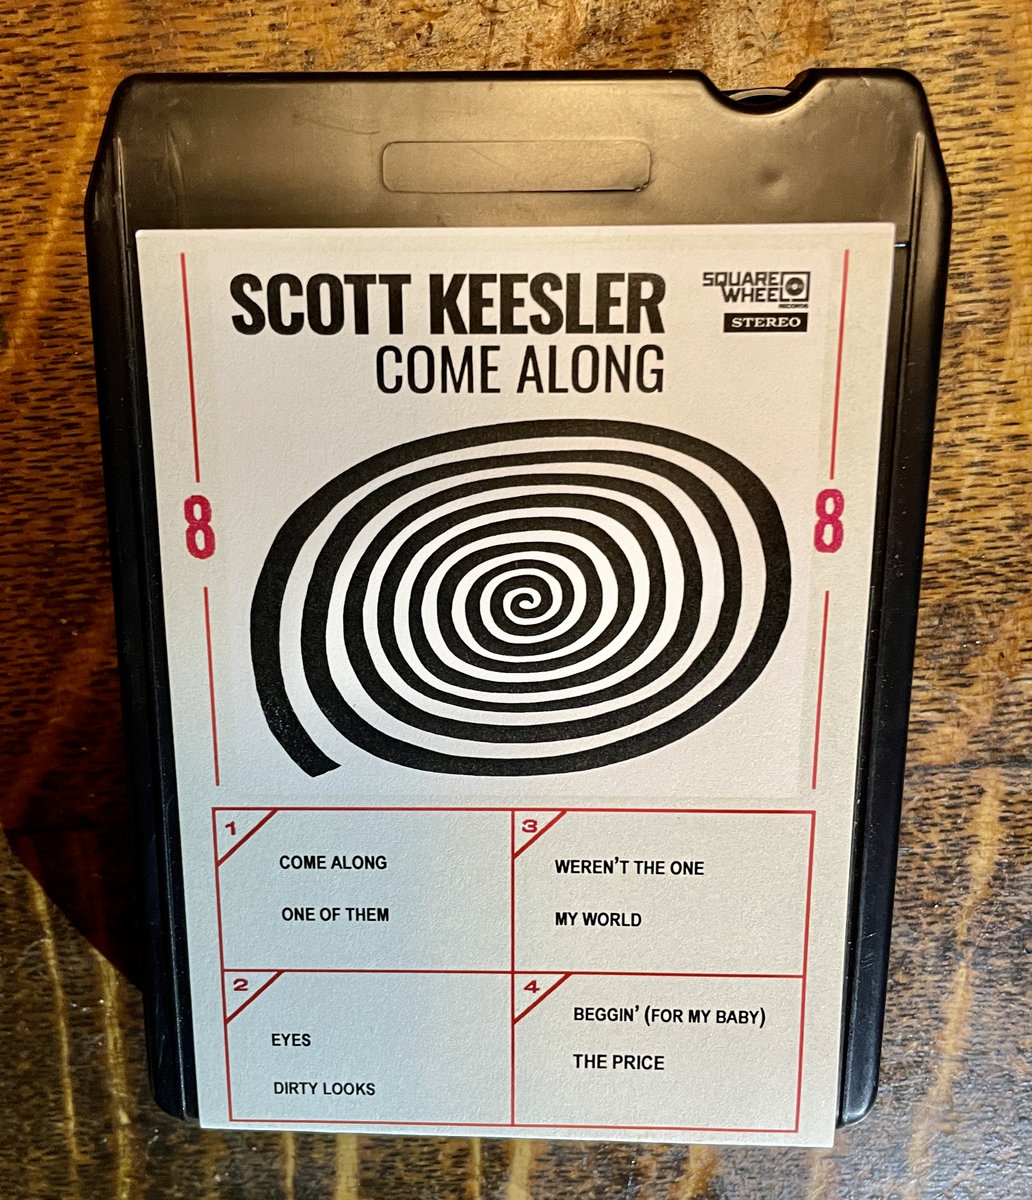 SCOTT KEESLER
COME ALONG
SQUARE
WHEEL
RECORDS
STEREO
8
8
1
COME ALONG
ONE OF THEM
2
EYES
DIRTY LOOKS
3
WEREN'T THE ONE
MY WORLD
4
BEGGIN' (FOR MY BABY)
THE PRICE